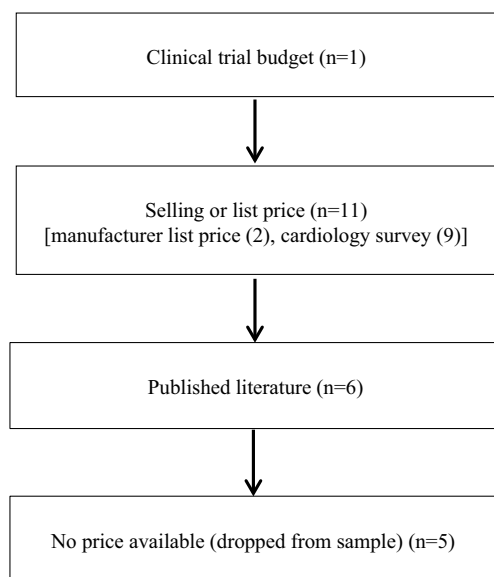 Clinical trial budget (n=1)
Selling or list price (n=11)
[manufacturer list price (2), cardiology survey (9)]
Published literature (n=6)
No price available (dropped from sample) (n=5)